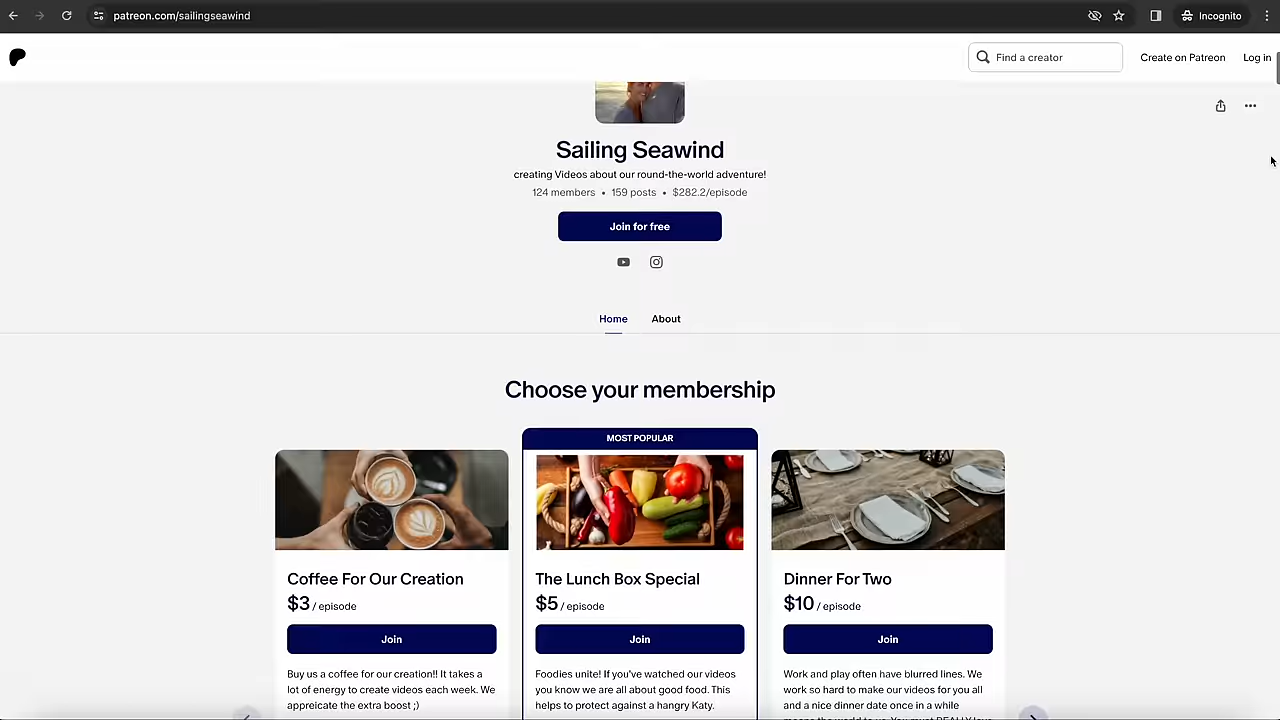 patreon.com/sailingseawind
Incognito
Find a creator
Create on Patreon
Log in
Sailing Seawind
creating Videos about our round-the-world adventure!
124 members • 159 posts • $282.2/episode
Join for free
Home
About
Choose your membership
MOST POPULAR
Coffee For Our Creation
$3 / episode
Join
Buy us a coffee for our creation!! It takes a
lot of energy to create videos each week. We
appreicate the extra boost ;)
The Lunch Box Special
$5 / episode
Join
Foodies unite! If you've watched our videos
you know we are all about good food. This
helps to protect against a hangry Katy.
Dinner For Two
$10 / episode
Join
Work and play often have blurred lines. We
work so hard to make our videos for you all
and a nice dinner date once in a while